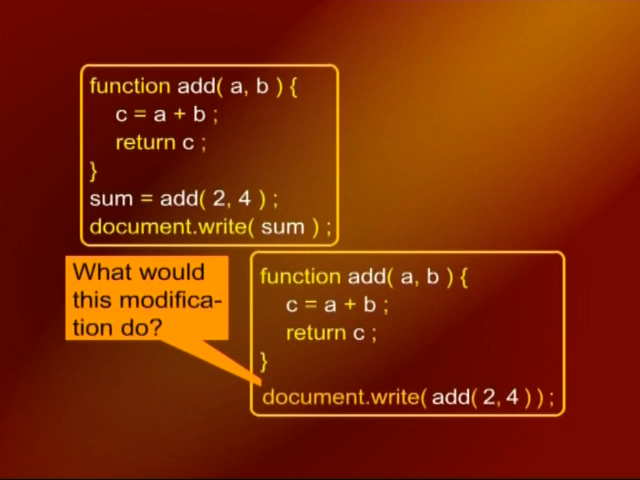 function add( a, b ) {
c = a + b ;
return c ;
}
sum = add( 2, 4 ) ;
document.write( sum ) ;
What would
this modifica-
tion do?
function add( a, b ) {
c = a + b ;
return c ;
}
document.write( add( 2, 4 ) ) ;